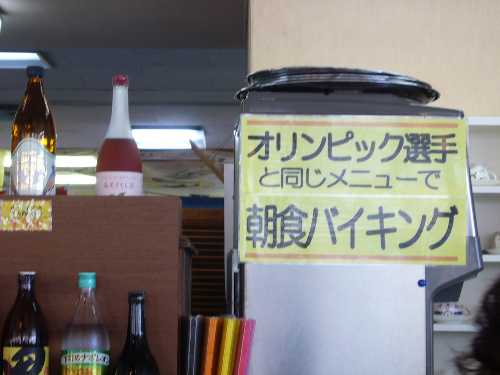 オリンピック選手
と同じメニューで
朝食バイキング